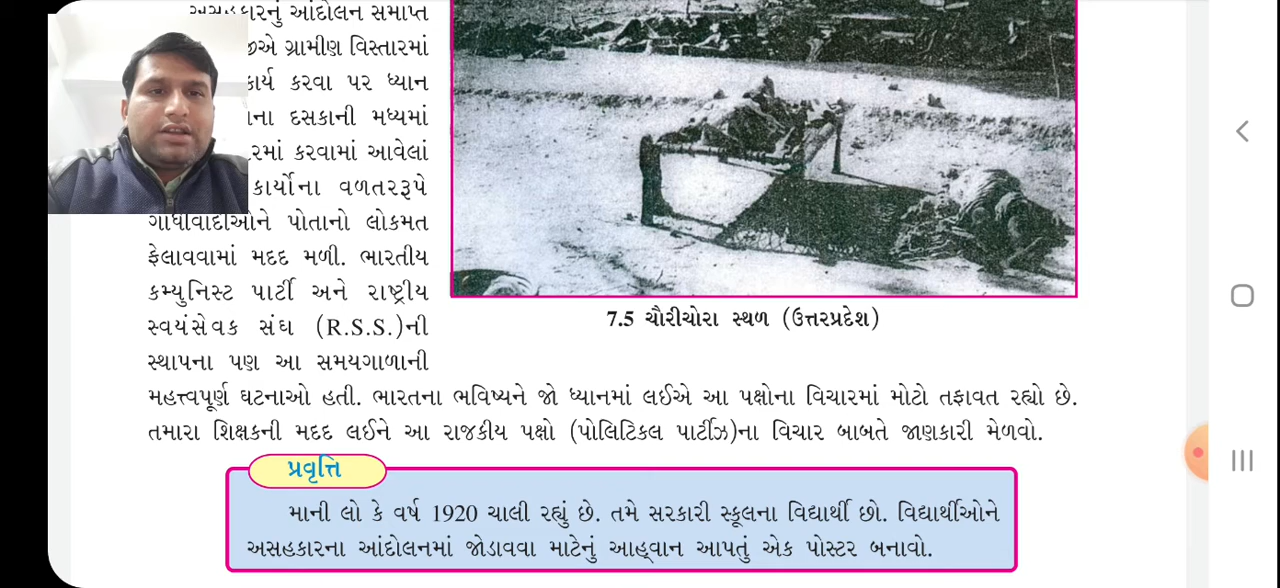 અસહકારનું આંદોલન સમાપ્ત
ગ્રામીણ વિસ્તારમાં
કાર્ય કરવા પર ધ્યાન
દસકાની મધ્યમાં
કરવામાં આવેલાં
કાર્યોના વળતરરૂપે
ગાંધીવાદીઓને પોતાનો લોકમત
ફેલાવવામાં મદદ મળી. ભારતીય
કમ્યુનિસ્ટ પાર્ટી અને રાષ્ટ્રીય
સ્વયંસેવક સંઘ (R.S.S.)ની
સ્થાપના પણ આ સમયગાળાની
7.5 ચૌરીચોરા સ્થળ (ઉત્તરપ્રદેશ)
મહત્ત્વપૂર્ણ ઘટનાઓ હતી. ભારતના ભવિષ્યને જો ધ્યાનમાં લઈએ આ પક્ષોના વિચારમાં મોટો તફાવત રહ્યો છે.
તમારા શિક્ષકની મદદ લઈને આ રાજકીય પક્ષો (પોલિટિકલ પાર્ટીઝ)ના વિચાર બાબતે જાણકારી મેળવો.
પ્રવૃત્તિ
માની લો કે વર્ષ 1920 ચાલી રહ્યું છે. તમે સરકારી સ્કૂલના વિદ્યાર્થી છો. વિદ્યાર્થીઓને
અસહકારના આંદોલનમાં જોડાવવા માટેનું આહ્વાન આપતું એક પોસ્ટર બનાવો.